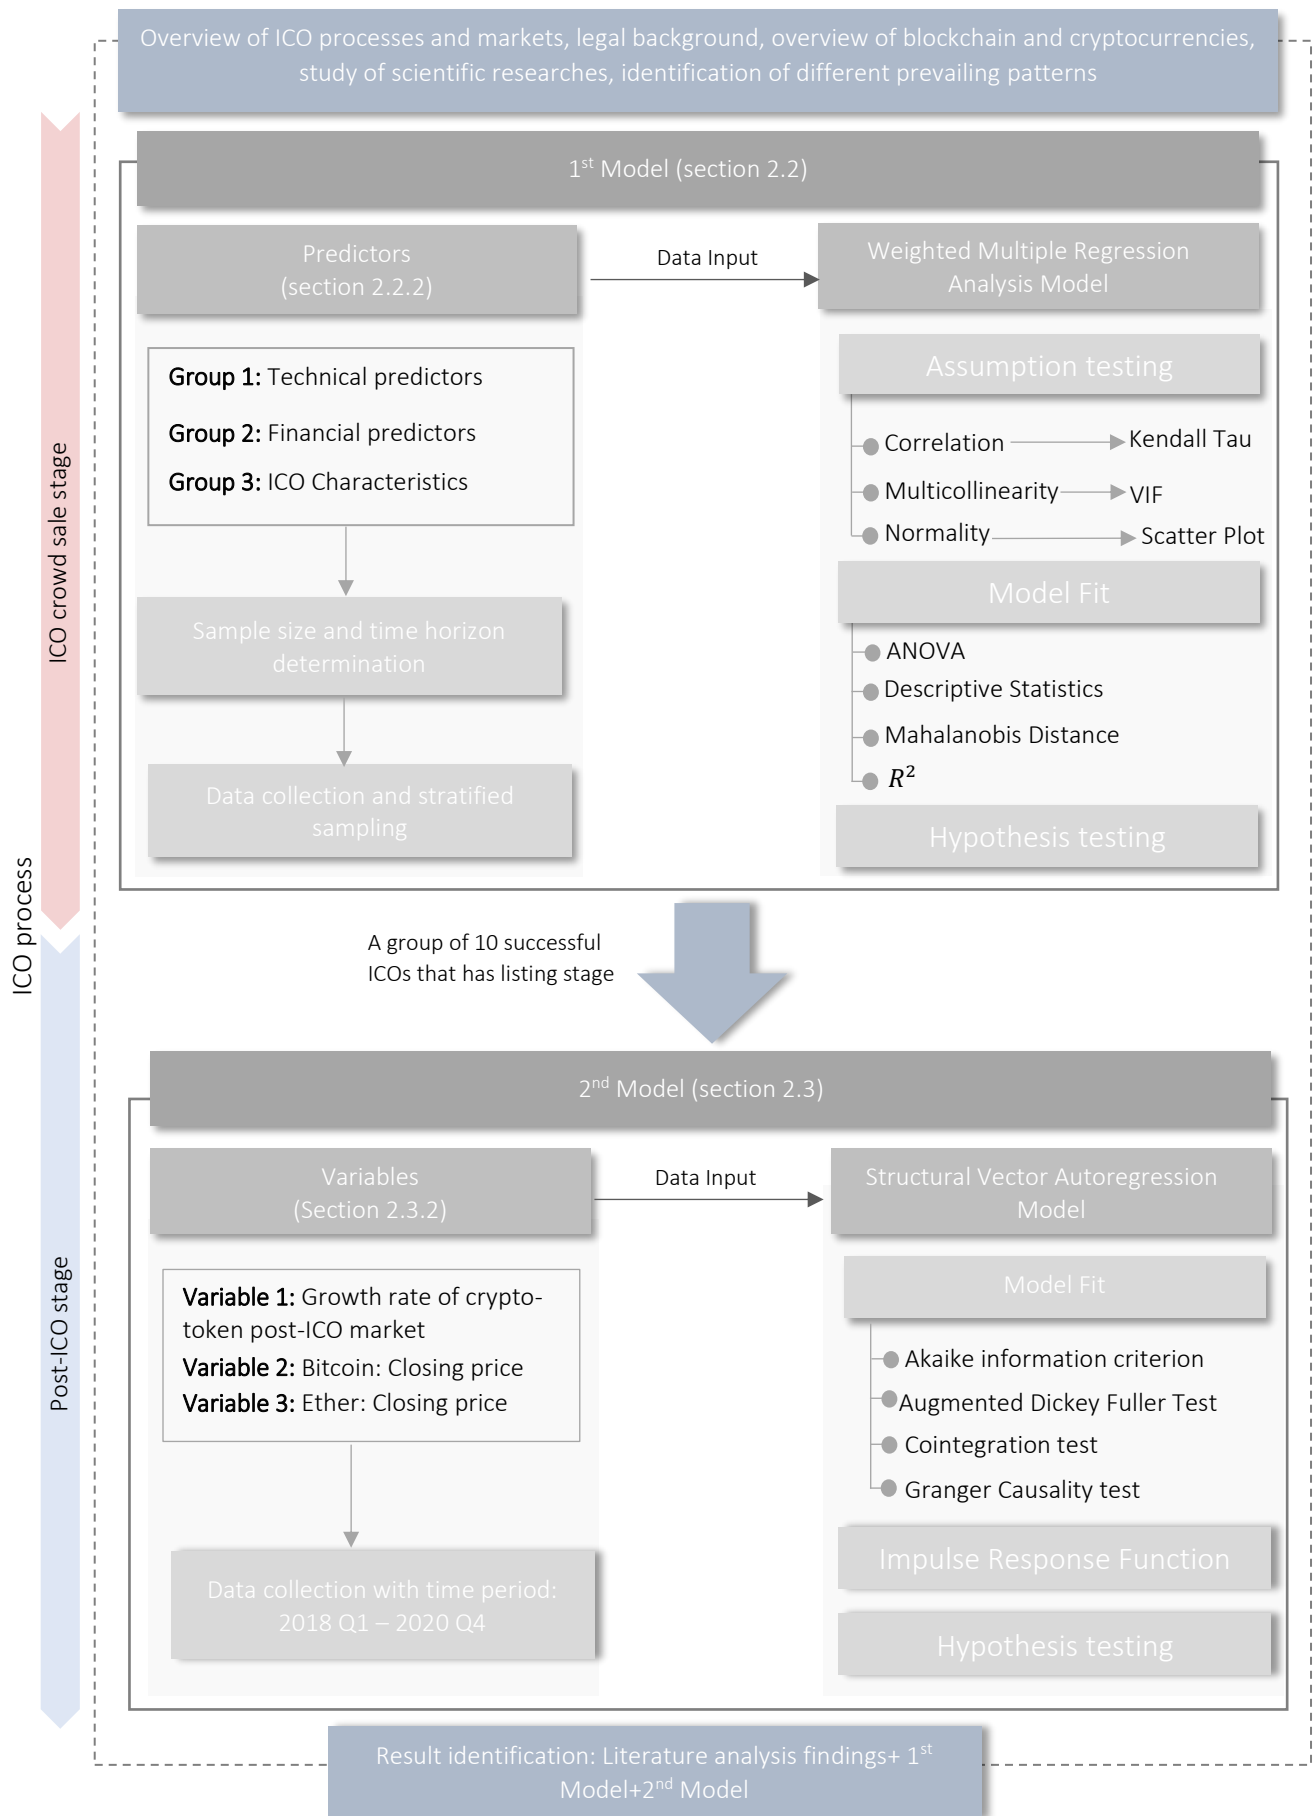 Overview of ICO processes and markets, legal background, overview of blockchain and cryptocurrencies,
study of scientific researches, identification of different prevailing patterns
ICO process
ICO crowd sale stage
1st Model (section 2.2)
Predictors
(section 2.2.2)
Data Input
Weighted Multiple Regression
Analysis Model
Group 1: Technical predictors
Group 2: Financial predictors
Group 3: ICO Characteristics
Sample size and time horizon
determination
Data collection and stratified
sampling
Assumption testing
Correlation
Kendall Tau
Multicollinearity
VIF
Normality
Scatter Plot
Model Fit
ANOVA
Descriptive Statistics
Mahalanobis Distance
R²
Hypothesis testing
A group of 10 successful
ICOs that has listing stage
Post-ICO stage
2nd Model (section 2.3)
Variables
(Section 2.3.2)
Data Input
Structural Vector Autoregression
Model
Variable 1: Growth rate of crypto-
token post-ICO market
Variable 2: Bitcoin: Closing price
Variable 3: Ether: Closing price
Data collection with time period:
2018 Q1 – 2020 Q4
Model Fit
Akaike information criterion
Augmented Dickey Fuller Test
Cointegration test
Granger Causality test
Impulse Response Function
Hypothesis testing
Result identification: Literature analysis findings+ 1st
Model+2nd Model